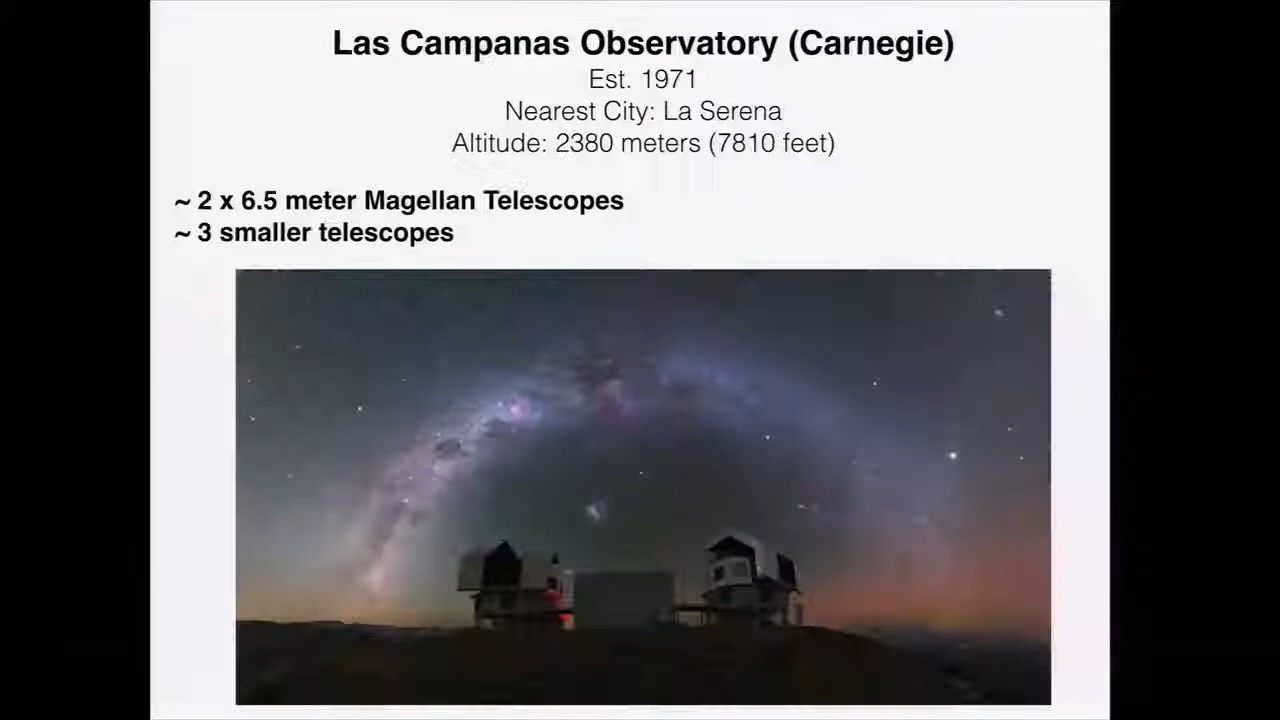 Las Campanas Observatory (Carnegie)
Est. 1971
Nearest City: La Serena
Altitude: 2380 meters (7810 feet)
~ 2 x 6.5 meter Magellan Telescopes
~ 3 smaller telescopes